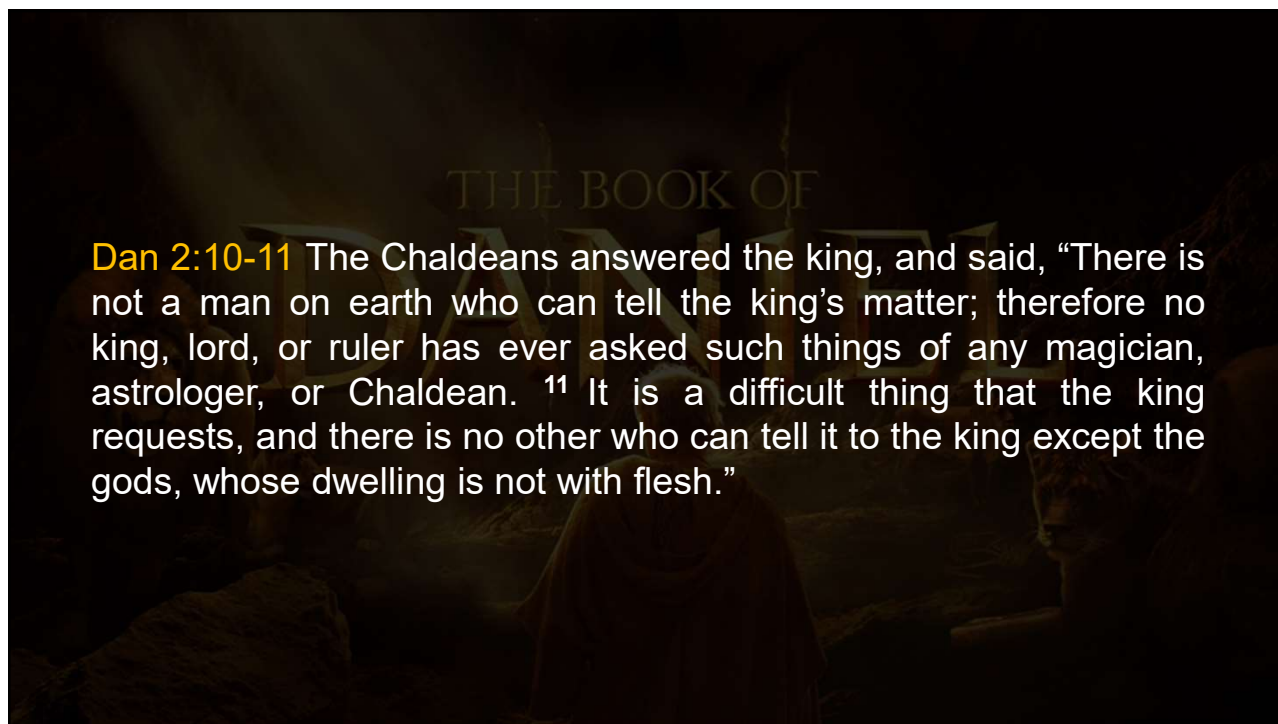 THE BOOK OF
DANIEL
Dan 2:10-11 The Chaldeans answered the king, and said, “There is
not a man on earth who can tell the king’s matter; therefore no
king, lord, or ruler has ever asked such things of any magician,
astrologer, or Chaldean. 11 It is a difficult thing that the king
requests, and there is no other who can tell it to the king except the
gods, whose dwelling is not with flesh.”